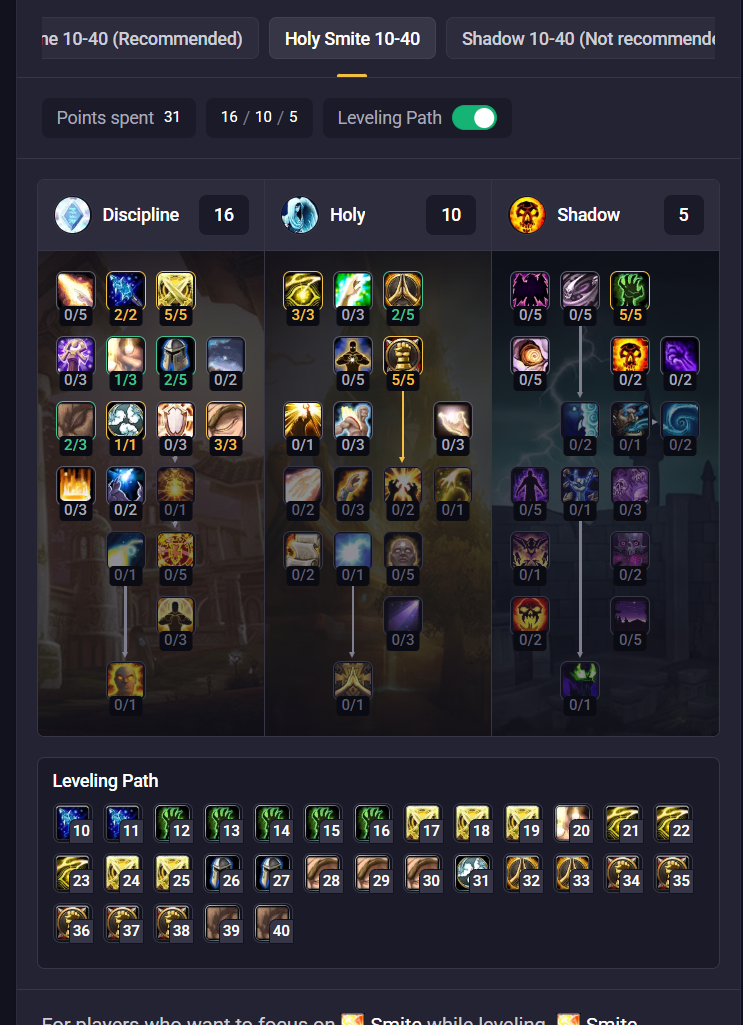 ne 10-40 (Recommended) Holy Smite 10-40 Shadow 10-40 (Not recommende
Points spent 31 16 / 10 / 5 Leveling Path
Discipline 16 Holy 10 Shadow 5
0/5 2/2 5/5 3/3 0/3 2/5 0/5 0/5 5/5
0/3 1/3 2/5 0/2 0/5 5/5 0/5 0/2 0/2
2/3 1/1 0/3 3/3 0/1 0/3 0/3 0/2 0/1 0/2
0/3 0/2 0/1 0/2 0/3 0/2 0/1 0/5 0/1 0/3
0/1 0/5 0/2 0/1 0/5 0/1 0/2
0/3 0/3 0/2 0/5
0/1 0/1 0/1
Leveling Path
10 11 12 13 14 15 16 17 18 19 20 21 22
23 24 25 26 27 28 29 30 31 32 33 34 35
36 37 38 39 40
For players who want to focus on Smite while leveling, Smite